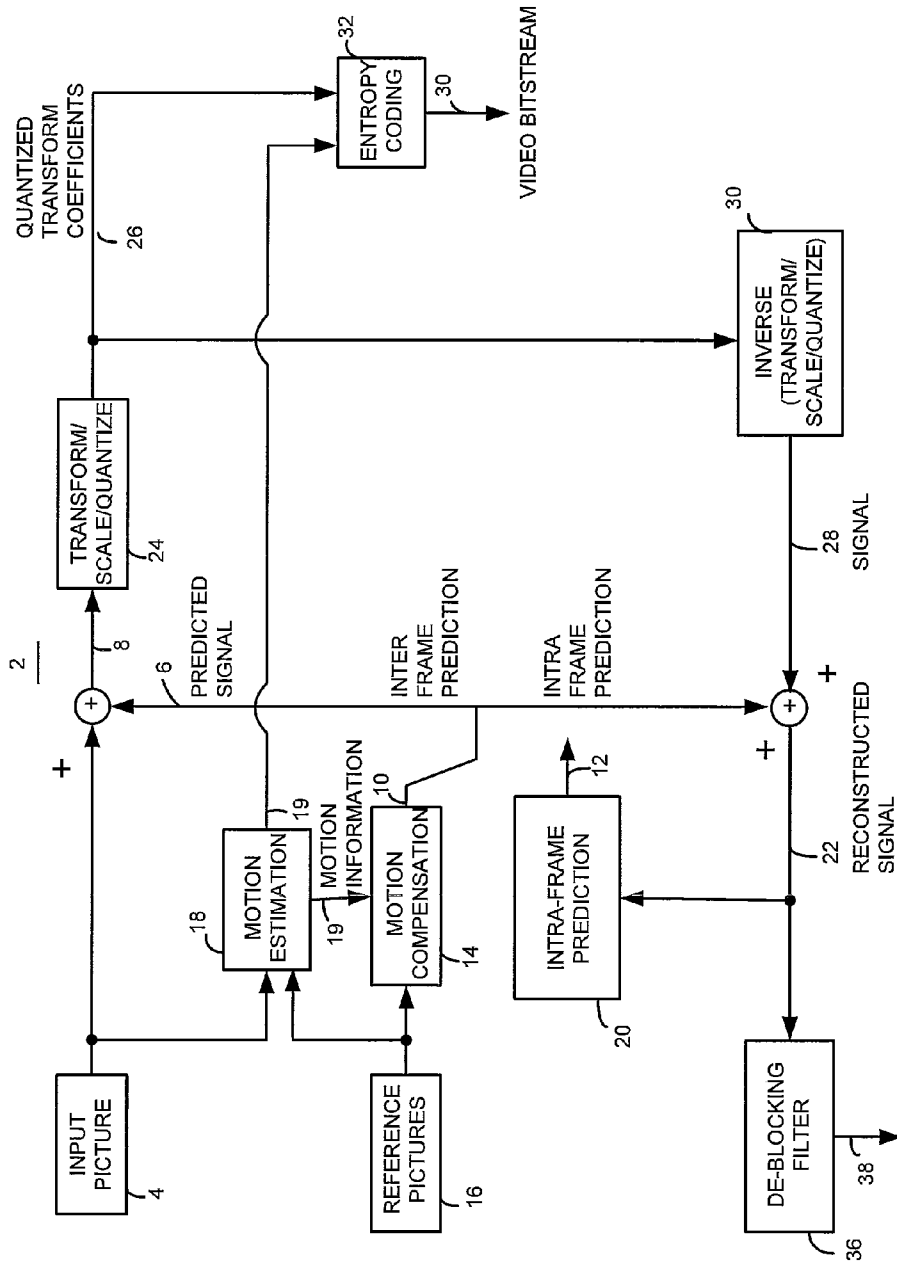 2
INPUT
PICTURE
4
+
+
8
TRANSFORM/
SCALE/QUANTIZE
24
QUANTIZED
TRANSFORM
COEFFICIENTS
26
6
PREDICTED
SIGNAL
18
MOTION
ESTIMATION
19
19
MOTION
INFORMATION
ENTROPY
CODING
32
30
VIDEO BITSTREAM
REFERENCE
PICTURES
16
MOTION
COMPENSATION
14
10
INTER
FRAME
PREDICTION
INTRA-FRAME
PREDICTION
20
12
INTRA
FRAME
PREDICTION
INVERSE
(TRANSFORM/
SCALE/QUANTIZE)
30
28
SIGNAL
+
+
+
22
RECONSTRUCTED
SIGNAL
DE-BLOCKING
FILTER
36
38